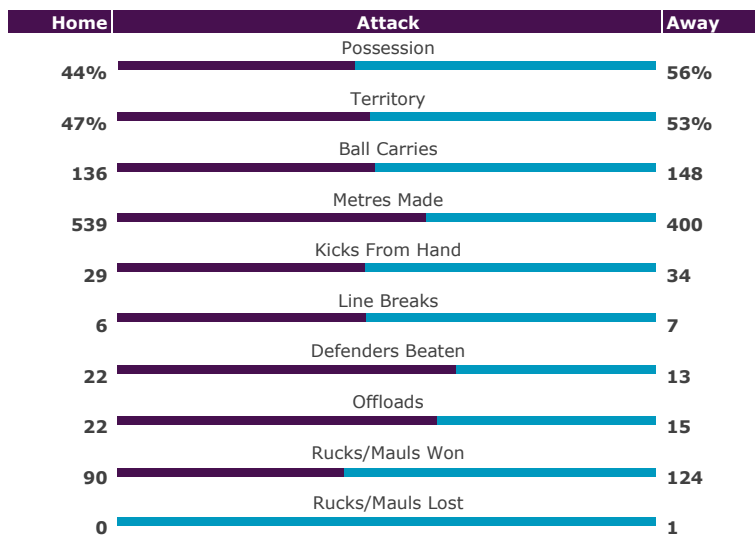 Home Attack Away
Possession
44% 56%
Territory
47% 53%
Ball Carries
136 148
Metres Made
539 400
Kicks From Hand
29 34
Line Breaks
6 7
Defenders Beaten
22 13
Offloads
22 15
Rucks/Mauls Won
90 124
Rucks/Mauls Lost
0 1